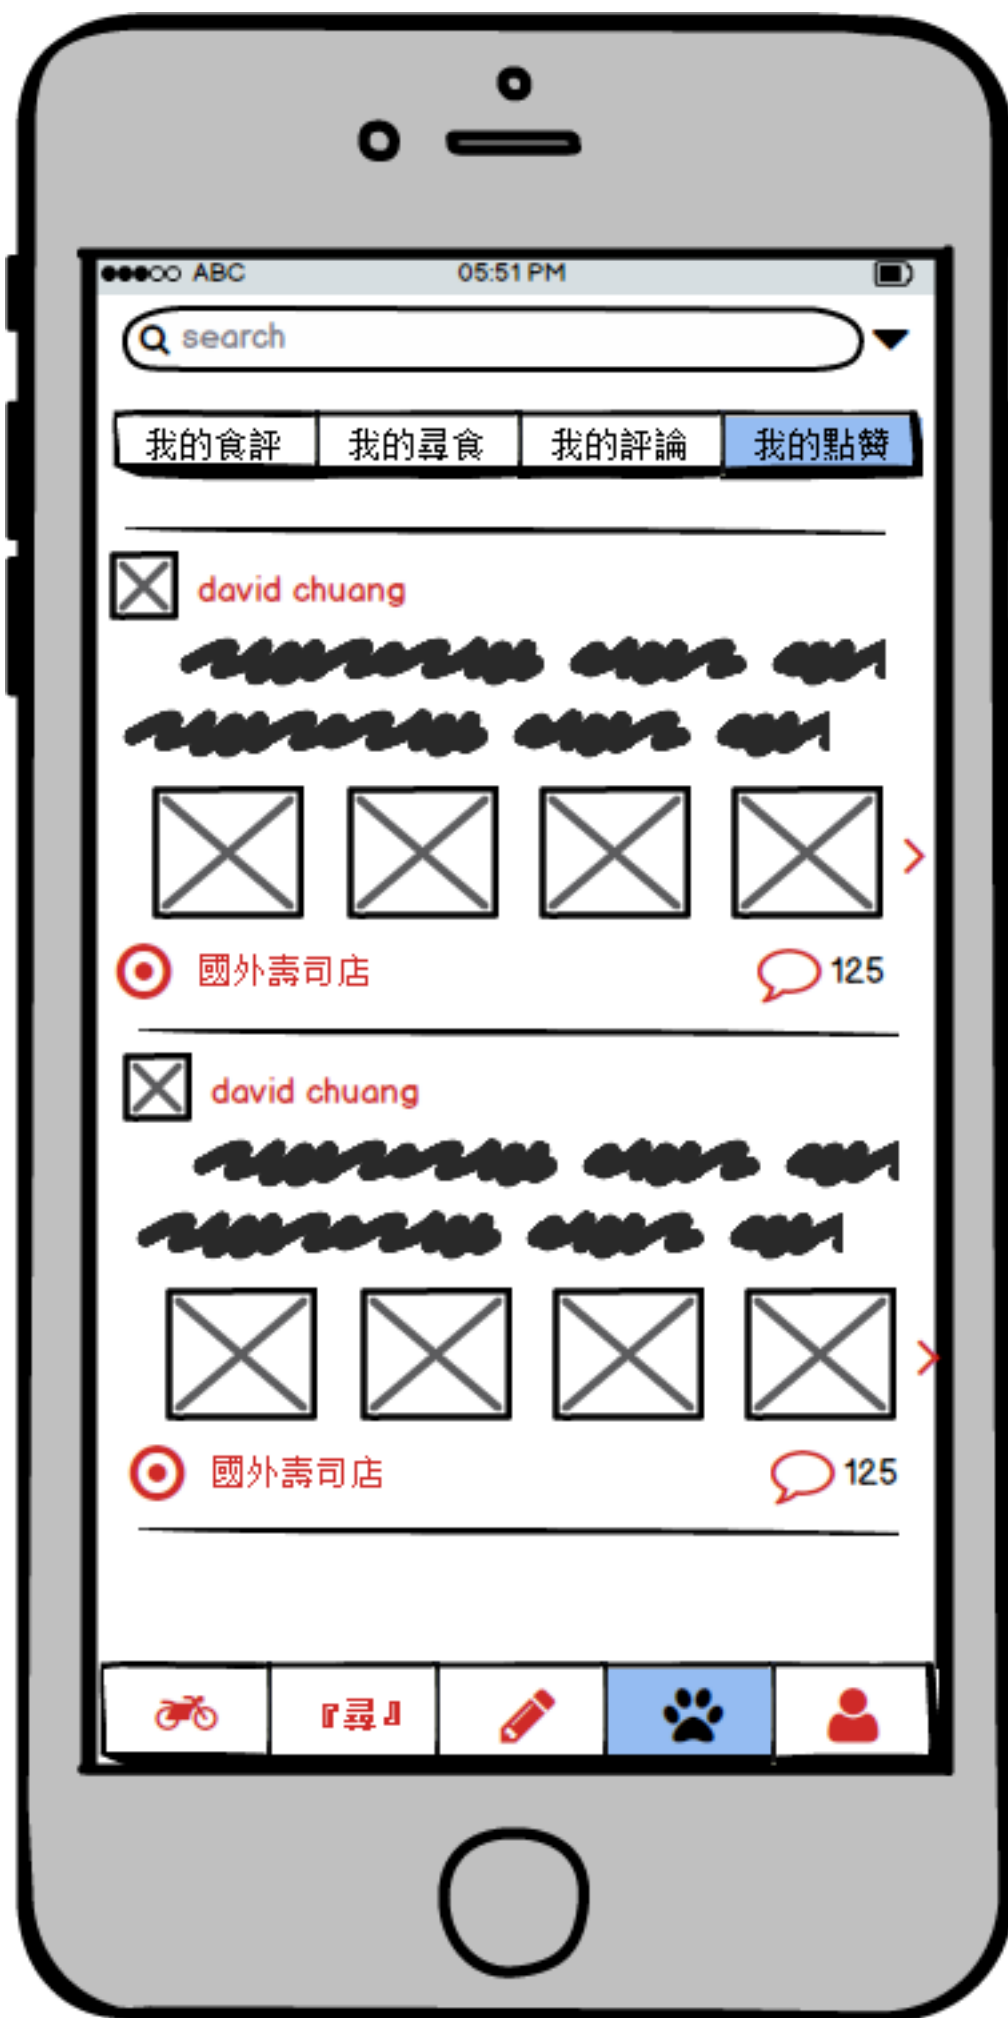 ABC 05:51 PM
search
我的食評 我的尋食 我的評論 我的點贊
david chuang
國外壽司店 125
david chuang
國外壽司店 125
『尋』